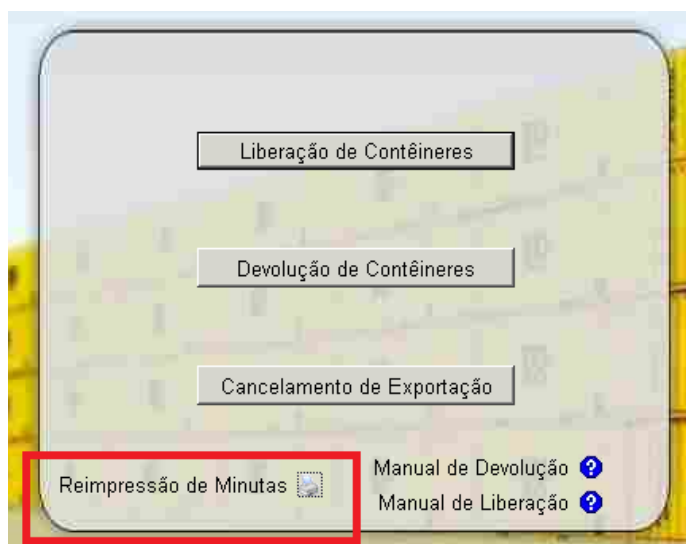 Liberação de Contêineres
Devolução de Contêineres
Cancelamento de Exportação
Reimpressão de Minutas
Manual de Devolução
Manual de Liberação